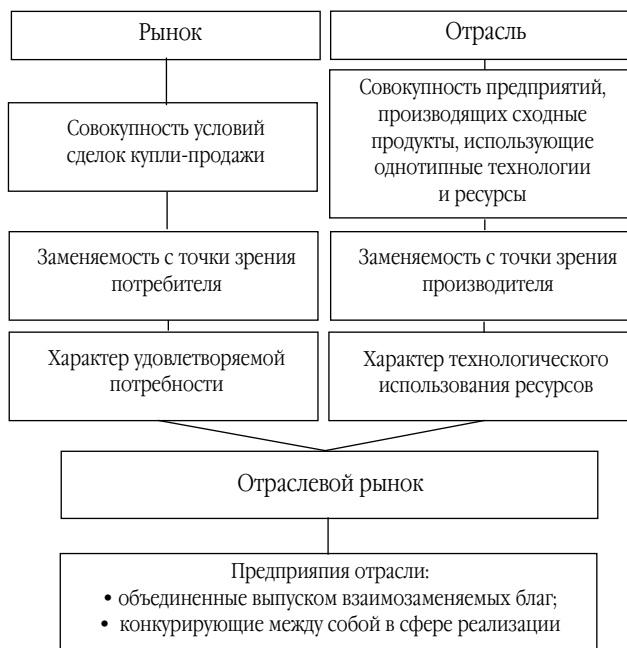 Рынок
Совокупность условий
сделок купли-продажи
Заменяемость с точки зрения
потребителя
Характер удовлетворяемой
потребности
Отрасль
Совокупность предприятий,
производящих сходные
продукты, использующие
однотипные технологии
и ресурсы
Заменяемость с точки зрения
производителя
Характер технологического
использования ресурсов
Отраслевой рынок
Предприпия отрасли:
• объединенные выпуском взаимозаменяемых благ;
• конкурирующие между собой в сфере реализации